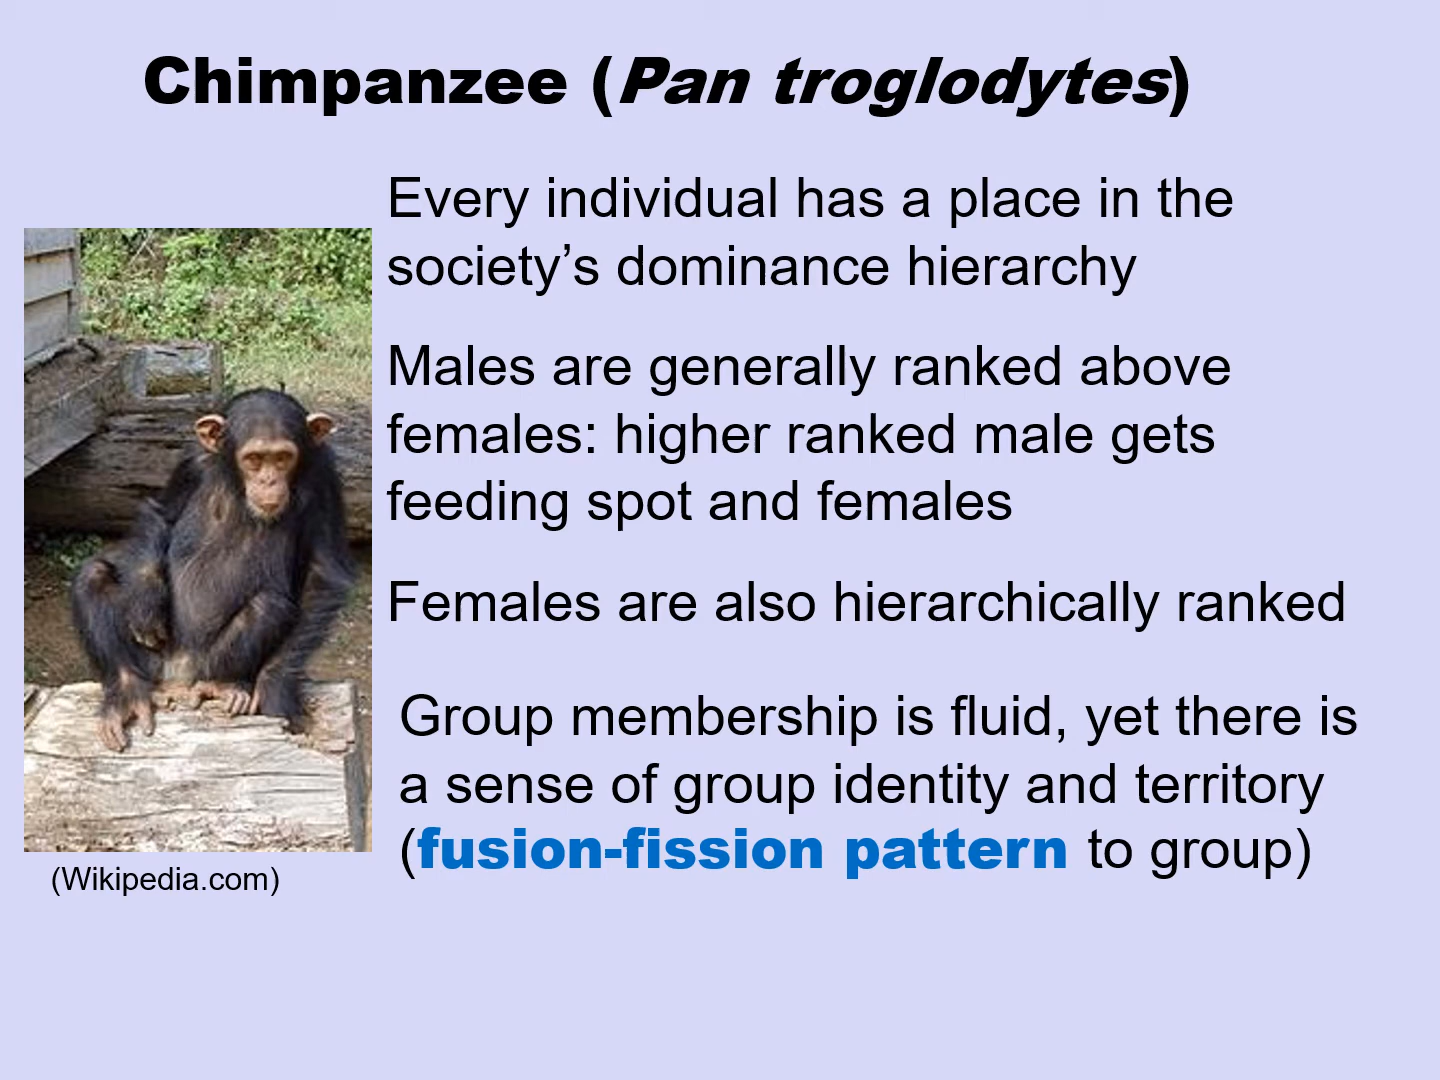 Chimpanzee (Pan troglodytes)
Every individual has a place in the
society’s dominance hierarchy
Males are generally ranked above
females: higher ranked male gets
feeding spot and females
Females are also hierarchically ranked
Group membership is fluid, yet there is
a sense of group identity and territory
(fusion-fission pattern to group)
(Wikipedia.com)